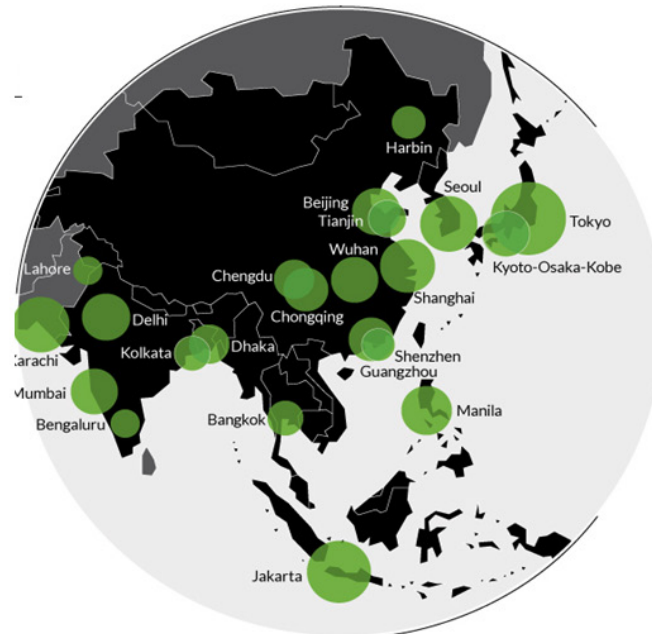 Harbin
Beijing
Tianjin
Seoul
Tokyo
Wuhan
Kyoto-Osaka-Kobe
Lahore
Chengdu
Chongqing
Shanghai
Delhi
Karachi
Kolkata
Dhaka
Shenzhen
Guangzhou
Mumbai
Bengaluru
Bangkok
Manila
Jakarta